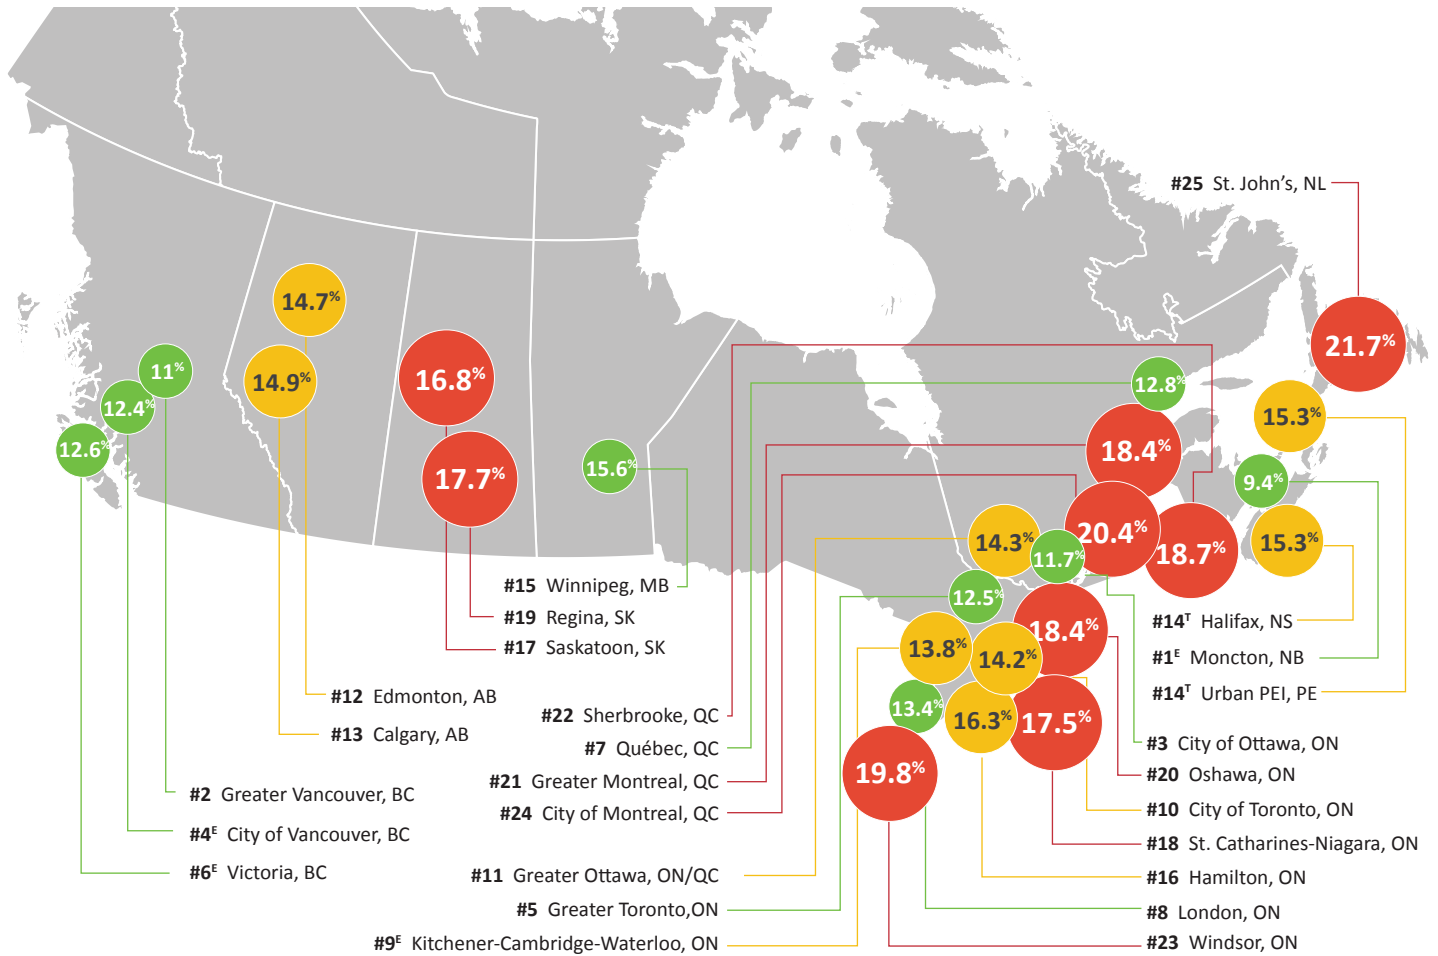 #25 St. John’s, NL
14.7%
21.7%
11%
16.8%
14.9%
12.8%
12.4%
15.3%
12.6%
18.4%
15.6%
17.7%
9.4%
20.4%
14.3%
11.7%
18.7%
15.3%
#15 Winnipeg, MB
12.5%
#19 Regina, SK
#14ᵀ Halifax, NS
18.4%
#17 Saskatoon, SK
13.8%
14.2%
#1ᴱ Moncton, NB
#12 Edmonton, AB
#14ᵀ Urban PEI, PE
#22 Sherbrooke, QC
13.4%
16.3%
17.5%
#13 Calgary, AB
#7 Québec, QC
#3 City of Ottawa, ON
19.8%
#21 Greater Montreal, QC
#20 Oshawa, ON
#2 Greater Vancouver, BC
#24 City of Montreal, QC
#10 City of Toronto, ON
#4ᴱ City of Vancouver, BC
#18 St. Catharines-Niagara, ON
#6ᴱ Victoria, BC
#11 Greater Ottawa, ON/QC
#16 Hamilton, ON
#5 Greater Toronto,ON
#8 London, ON
#9ᴱ Kitchener-Cambridge-Waterloo, ON
#23 Windsor, ON